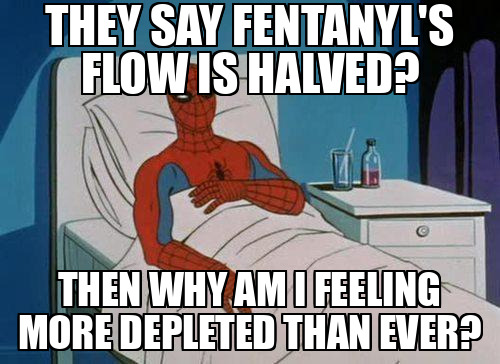 THEY SAY FENTANYL'S
FLOW IS HALVED?
THEN WHY AM I FEELING
MORE DEPLETED THAN EVER?